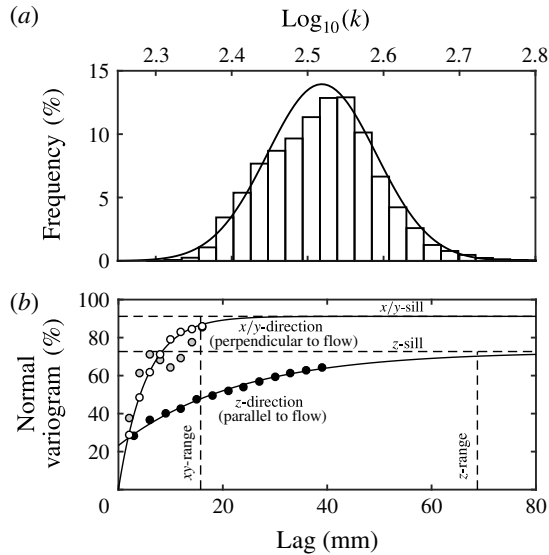 (a)
Log10(k)
2.3 2.4 2.5 2.6 2.7 2.8
15
10
5
0
Frequency (%)
(b)
100
80
60
40
20
0
Normal
variogram (%)
x/y-sill
x/y-direction
(perpendicular to flow)
z-sill
z-direction
(parallel to flow)
xy-range
z-range
20 40 60 80
Lag (mm)